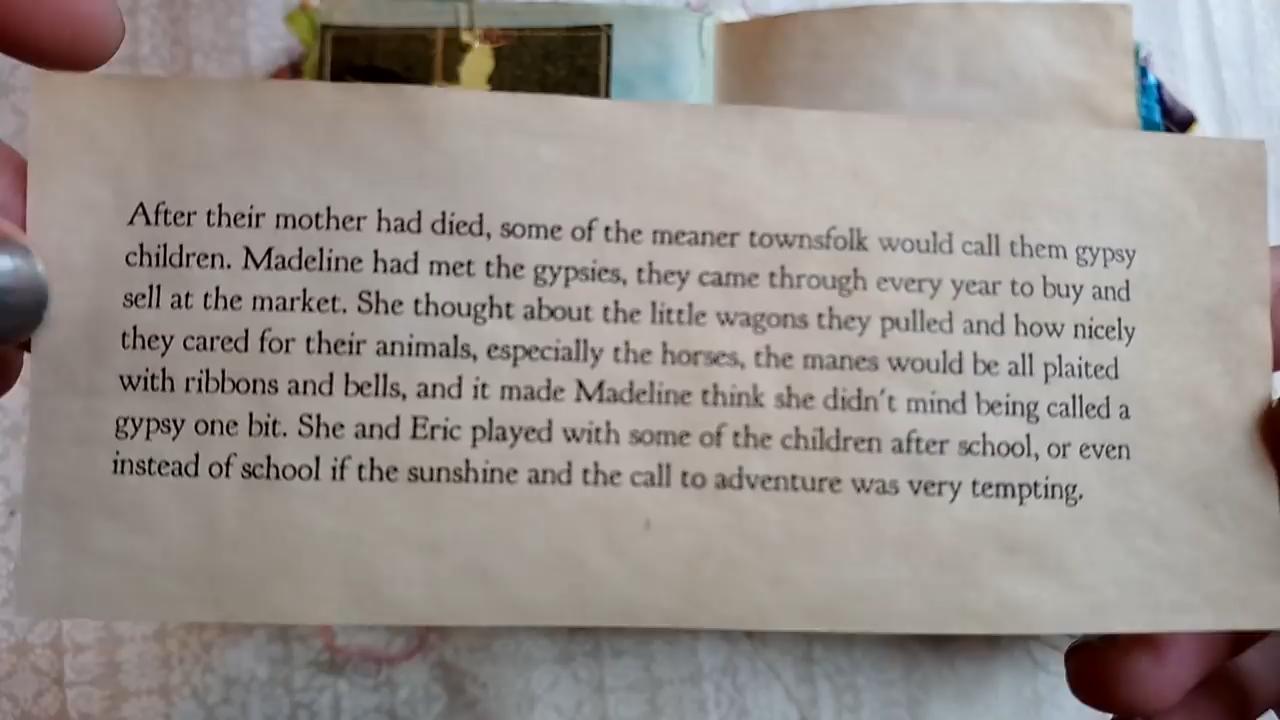 After their mother had died, some of the meaner townsfolk would call them gypsy
children. Madeline had met the gypsies, they came through every year to buy and
sell at the market. She thought about the little wagons they pulled and how nicely
they cared for their animals, especially the horses, the manes would be all plaited
with ribbons and bells, and it made Madeline think she didn't mind being called a
gypsy one bit. She and Eric played with some of the children after school, or even
instead of school if the sunshine and the call to adventure was very tempting.